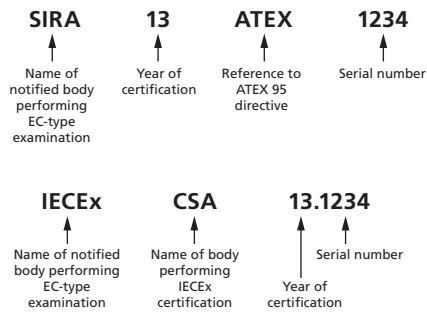 SIRA 13 ATEX 1234
Name of notified body performing EC-type examination
Year of certification
Reference to ATEX 95 directive
Serial number
IECEx CSA 13.1234
Name of notified body performing EC-type examination
Name of body performing IECEx certification
Year of certification
Serial number